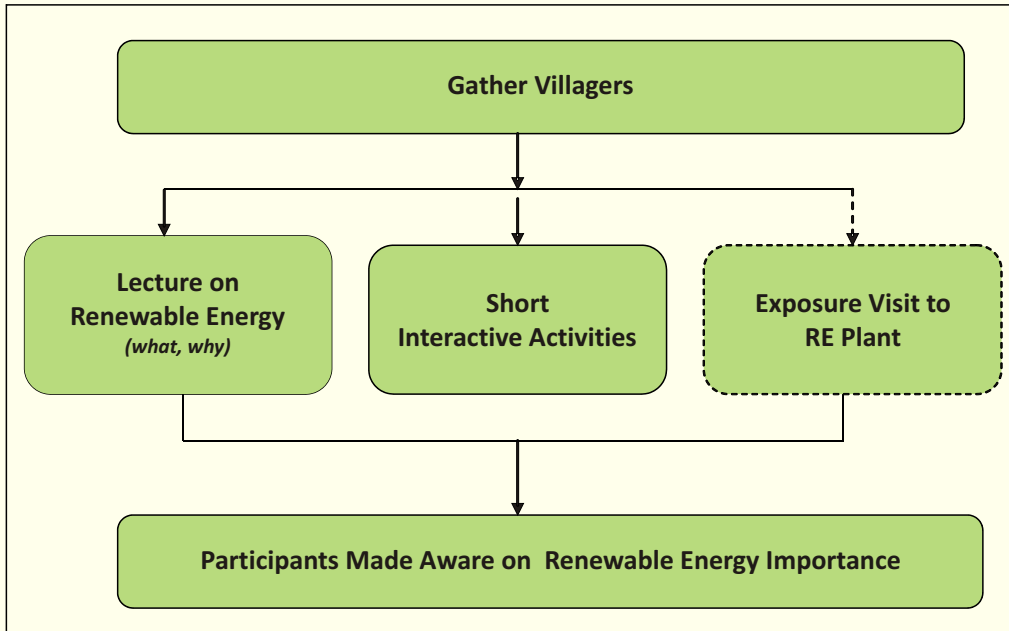 Gather Villagers
Lecture on
Renewable Energy
(what, why)
Short
Interactive Activities
Exposure Visit to
RE Plant
Participants Made Aware on  Renewable Energy Importance